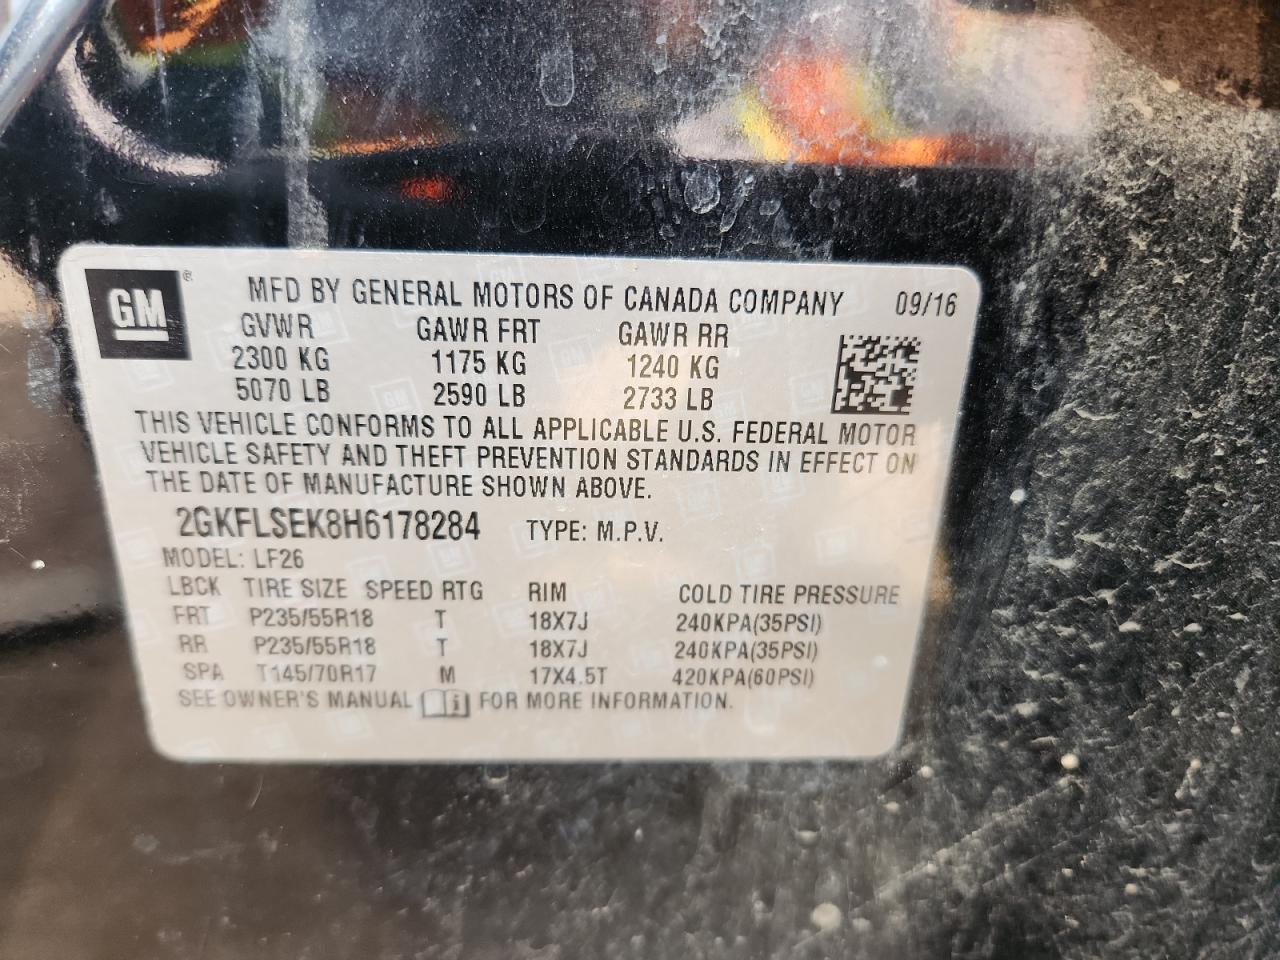 GM ® MFD BY GENERAL MOTORS OF CANADA COMPANY 09/16
GVWR GAWR FRT GAWR RR
2300 KG 1175 KG 1240 KG
5070 LB 2590 LB 2733 LB
THIS VEHICLE CONFORMS TO ALL APPLICABLE U.S. FEDERAL MOTOR
VEHICLE SAFETY AND THEFT PREVENTION STANDARDS IN EFFECT ON
THE DATE OF MANUFACTURE SHOWN ABOVE.
2GKFLSEK8H6178284 TYPE: M.P.V.
MODEL: LF26
LBCK TIRE SIZE SPEED RTG RIM COLD TIRE PRESSURE
FRT P235/55R18 T 18X7J 240KPA(35PSI)
RR P235/55R18 T 18X7J 240KPA(35PSI)
SPA T145/70R17 M 17X4.5T 420KPA(60PSI)
SEE OWNER'S MANUAL FOR MORE INFORMATION.